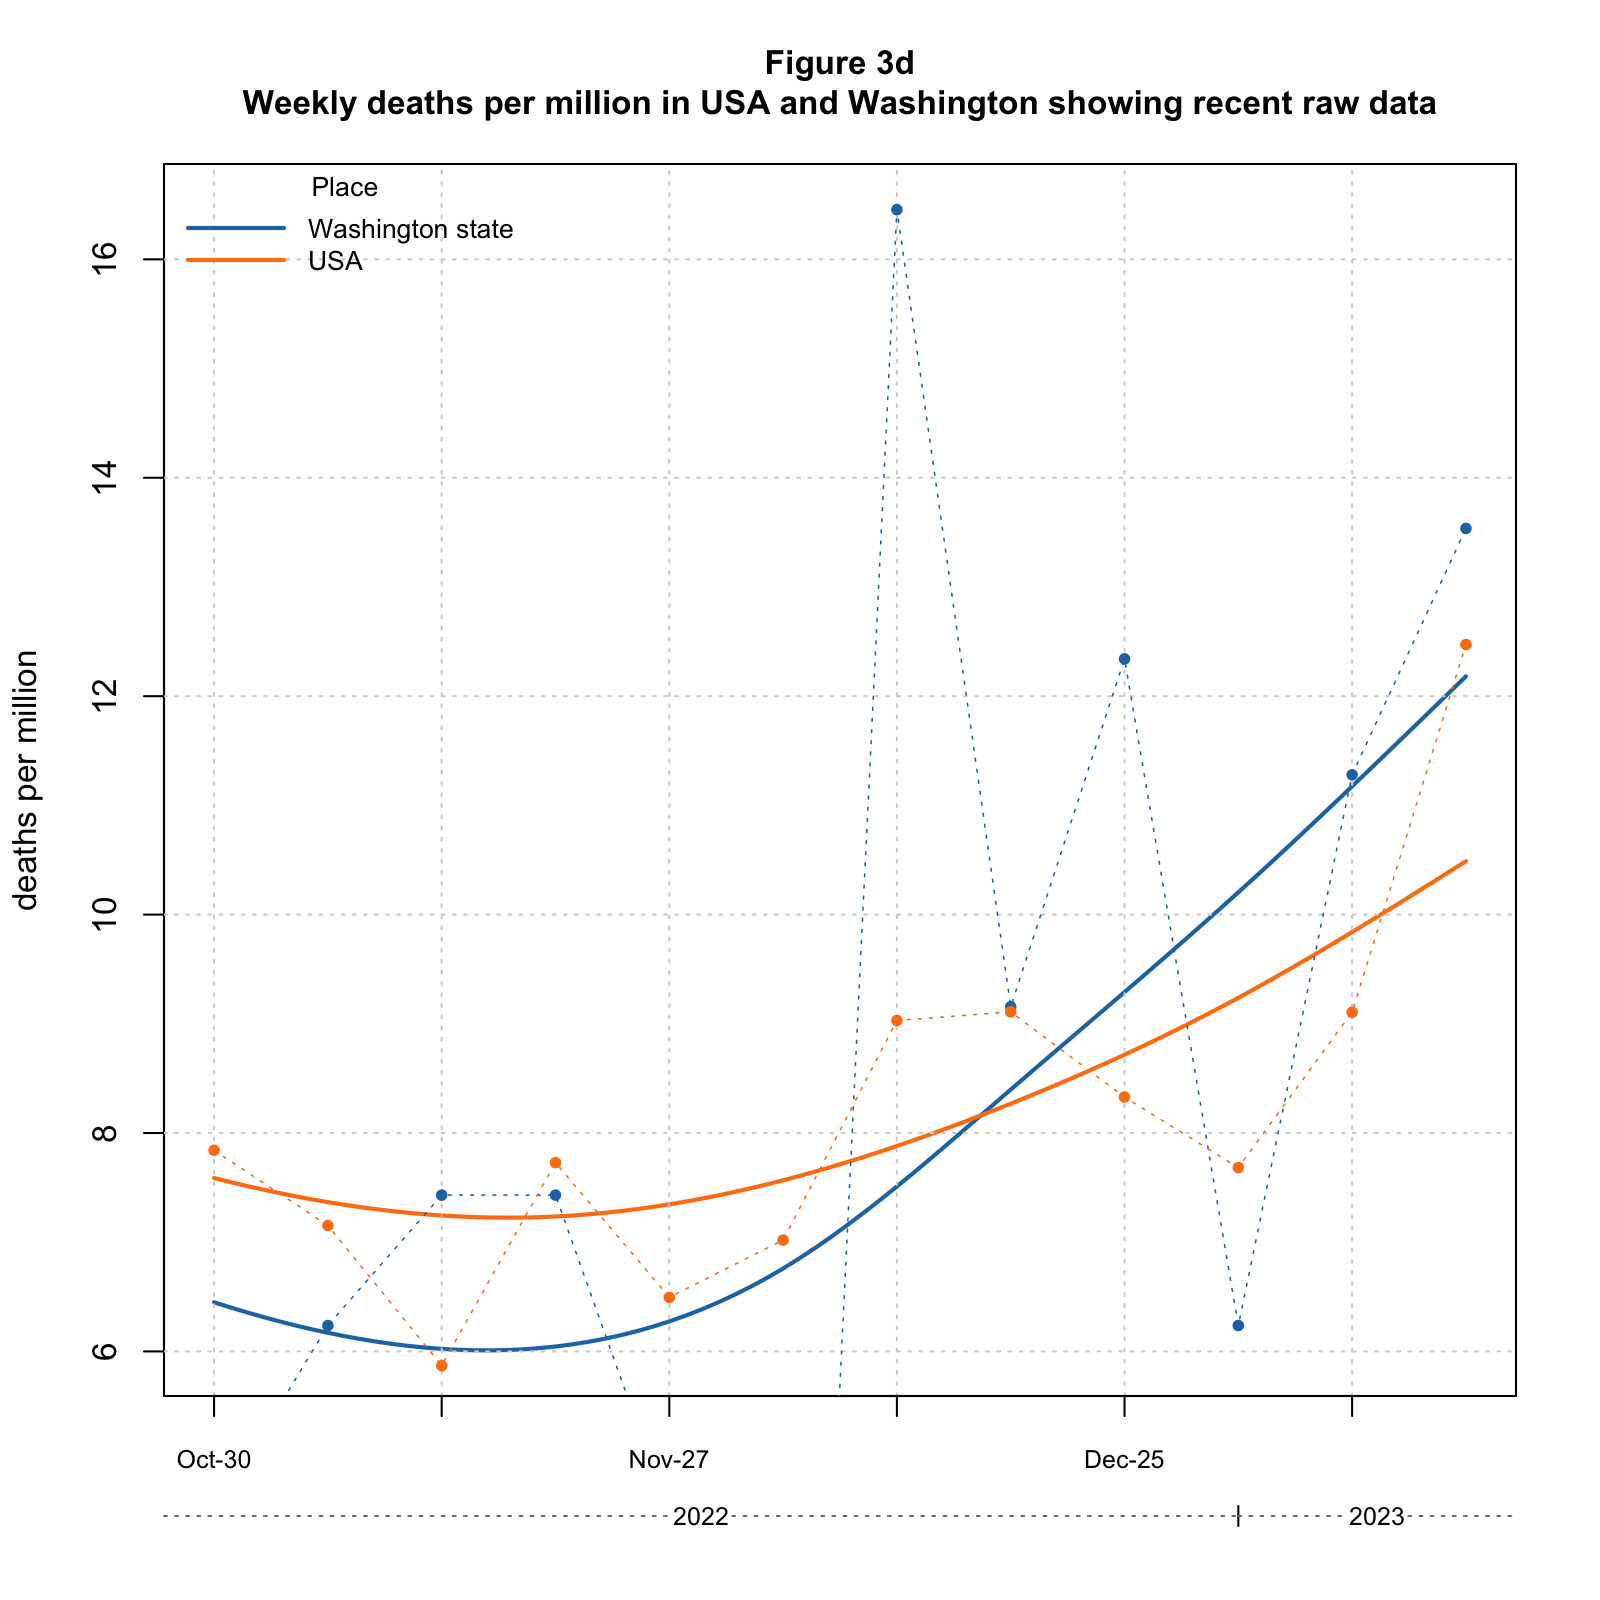 Figure 3d
Weekly deaths per million in USA and Washington showing recent raw data
Place
Washington state
USA
deaths per million
16
14
12
10
8
6
Oct-30 Nov-27 Dec-25
2022 2023